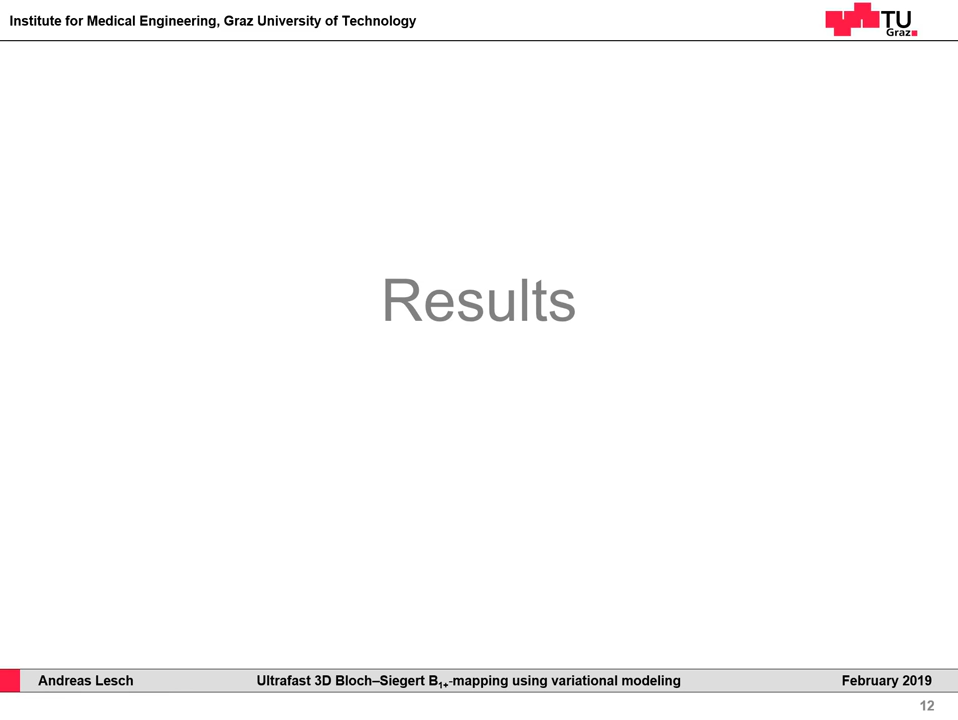 Institute for Medical Engineering, Graz University of Technology
TU
Graz
Results
Andreas Lesch Ultrafast 3D Bloch–Siegert B1+-mapping using variational modeling February 2019
12